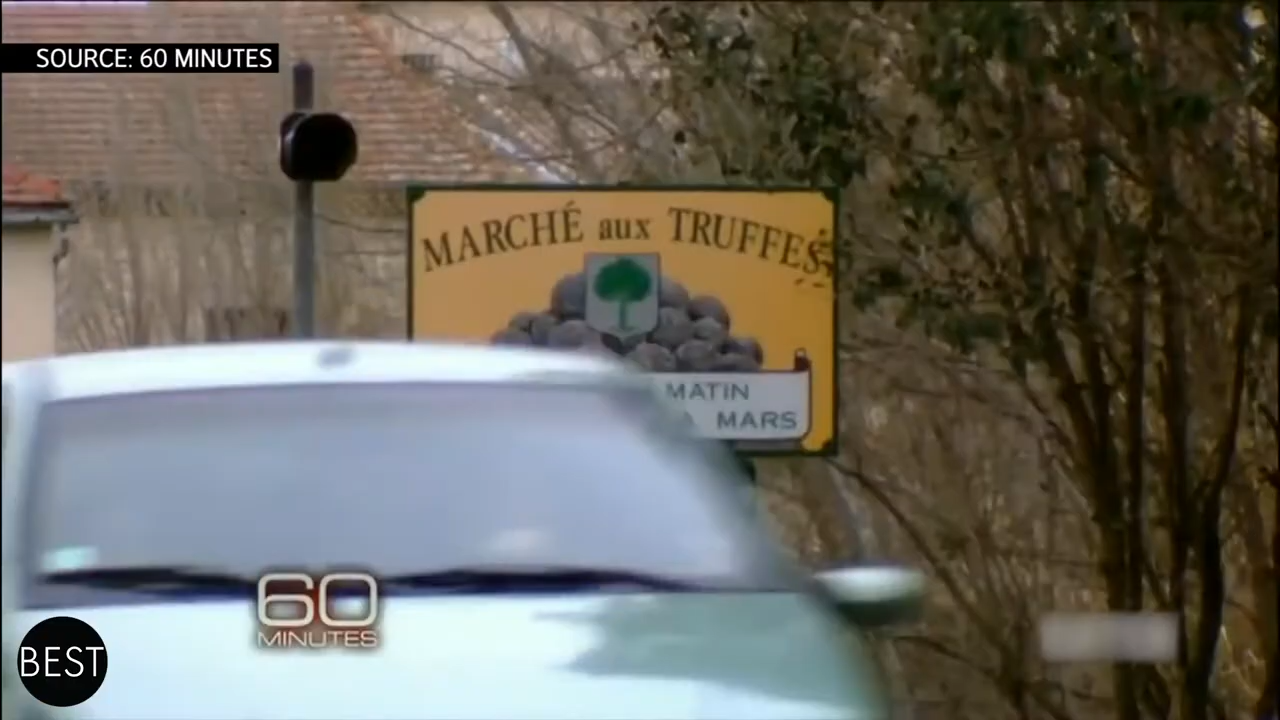 SOURCE: 60 MINUTES
MARCHÉ aux TRUFFES
MATIN
MARS
60
MINUTES
BEST